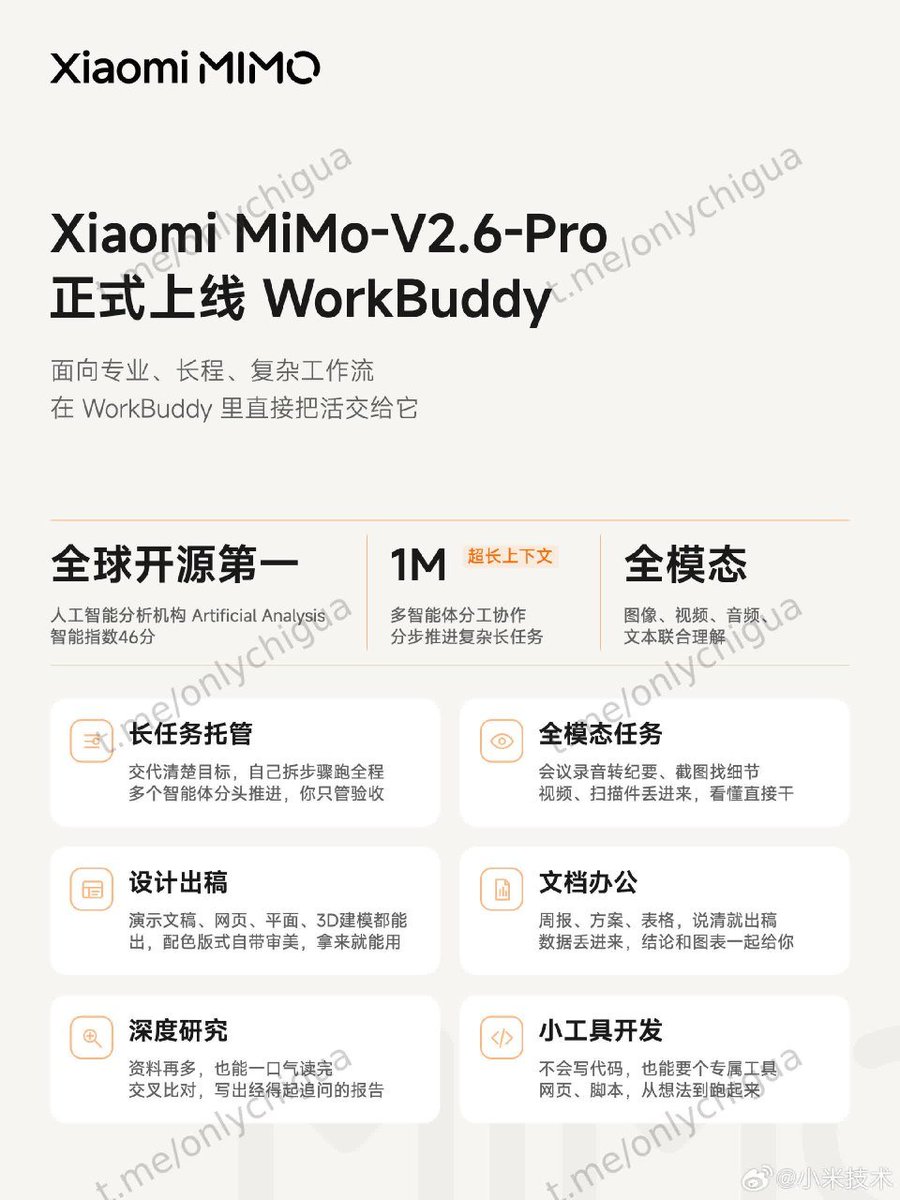 Xiaomi MIMO
Xiaomi MiMo-V2.6-Pro
正式上线 WorkBuddy
面向专业、长程、复杂工作流
在 WorkBuddy 里直接把活交给它
全球开源第一
人工智能分析机构 Artificial Analysis
智能指数46分
1M 超长上下文
多智能体分工协作
分步推进复杂长任务
全模态
图像、视频、音频、
文本联合理解
长任务托管
交代清楚目标，自己拆步骤跑全程
多个智能体分头推进，你只管验收
全模态任务
会议录音转纪要、截图找细节
视频、扫描件丢进来，看懂直接干
设计出稿
演示文稿、网页、平面、3D建模都能
出，配色版式自带审美，拿来就能用
文档办公
周报、方案、表格，说清就出稿
数据丢进来，结论和图表一起给你
深度研究
资料再多，也能一口气读完
交叉比对，写出经得起追问的报告
小工具开发
不会写代码，也能要个专属工具
网页、脚本，从想法到跑起来
MiMo
@小米技术
t.me/onlychigua
t.me/onlychigua
t.me/onlychigua
t.me/onlychigua
t.me/onlychigua
t.me/onlychigua